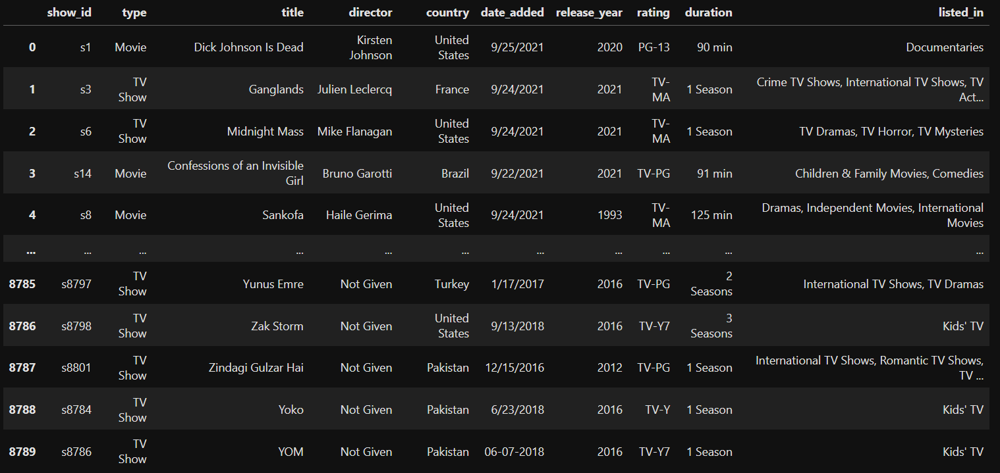 show_id type title director country date_added release_year rating duration listed_in
0 s1 Movie Dick Johnson Is Dead Kirsten Johnson United States 9/25/2021 2020 PG-13 90 min Documentaries
1 s3 TV Show Ganglands Julien Leclercq France 9/24/2021 2021 TV-MA 1 Season Crime TV Shows, International TV Shows, TV Act...
2 s6 TV Show Midnight Mass Mike Flanagan United States 9/24/2021 2021 TV-MA 1 Season TV Dramas, TV Horror, TV Mysteries
3 s14 Movie Confessions of an Invisible Girl Bruno Garotti Brazil 9/22/2021 2021 TV-PG 91 min Children & Family Movies, Comedies
4 s8 Movie Sankofa Haile Gerima United States 9/24/2021 1993 TV-MA 125 min Dramas, Independent Movies, International Movies
... ... ... ... ... ... ... ... ... ... ...
8785 s8797 TV Show Yunus Emre Not Given Turkey 1/17/2017 2016 TV-PG 2 Seasons International TV Shows, TV Dramas
8786 s8798 TV Show Zak Storm Not Given United States 9/13/2018 2016 TV-Y7 3 Seasons Kids' TV
8787 s8801 TV Show Zindagi Gulzar Hai Not Given Pakistan 12/15/2016 2012 TV-PG 1 Season International TV Shows, Romantic TV Shows, TV ...
8788 s8784 TV Show Yoko Not Given Pakistan 6/23/2018 2016 TV-Y 1 Season Kids' TV
8789 s8786 TV Show YOM Not Given Pakistan 06-07-2018 2016 TV-Y7 1 Season Kids' TV